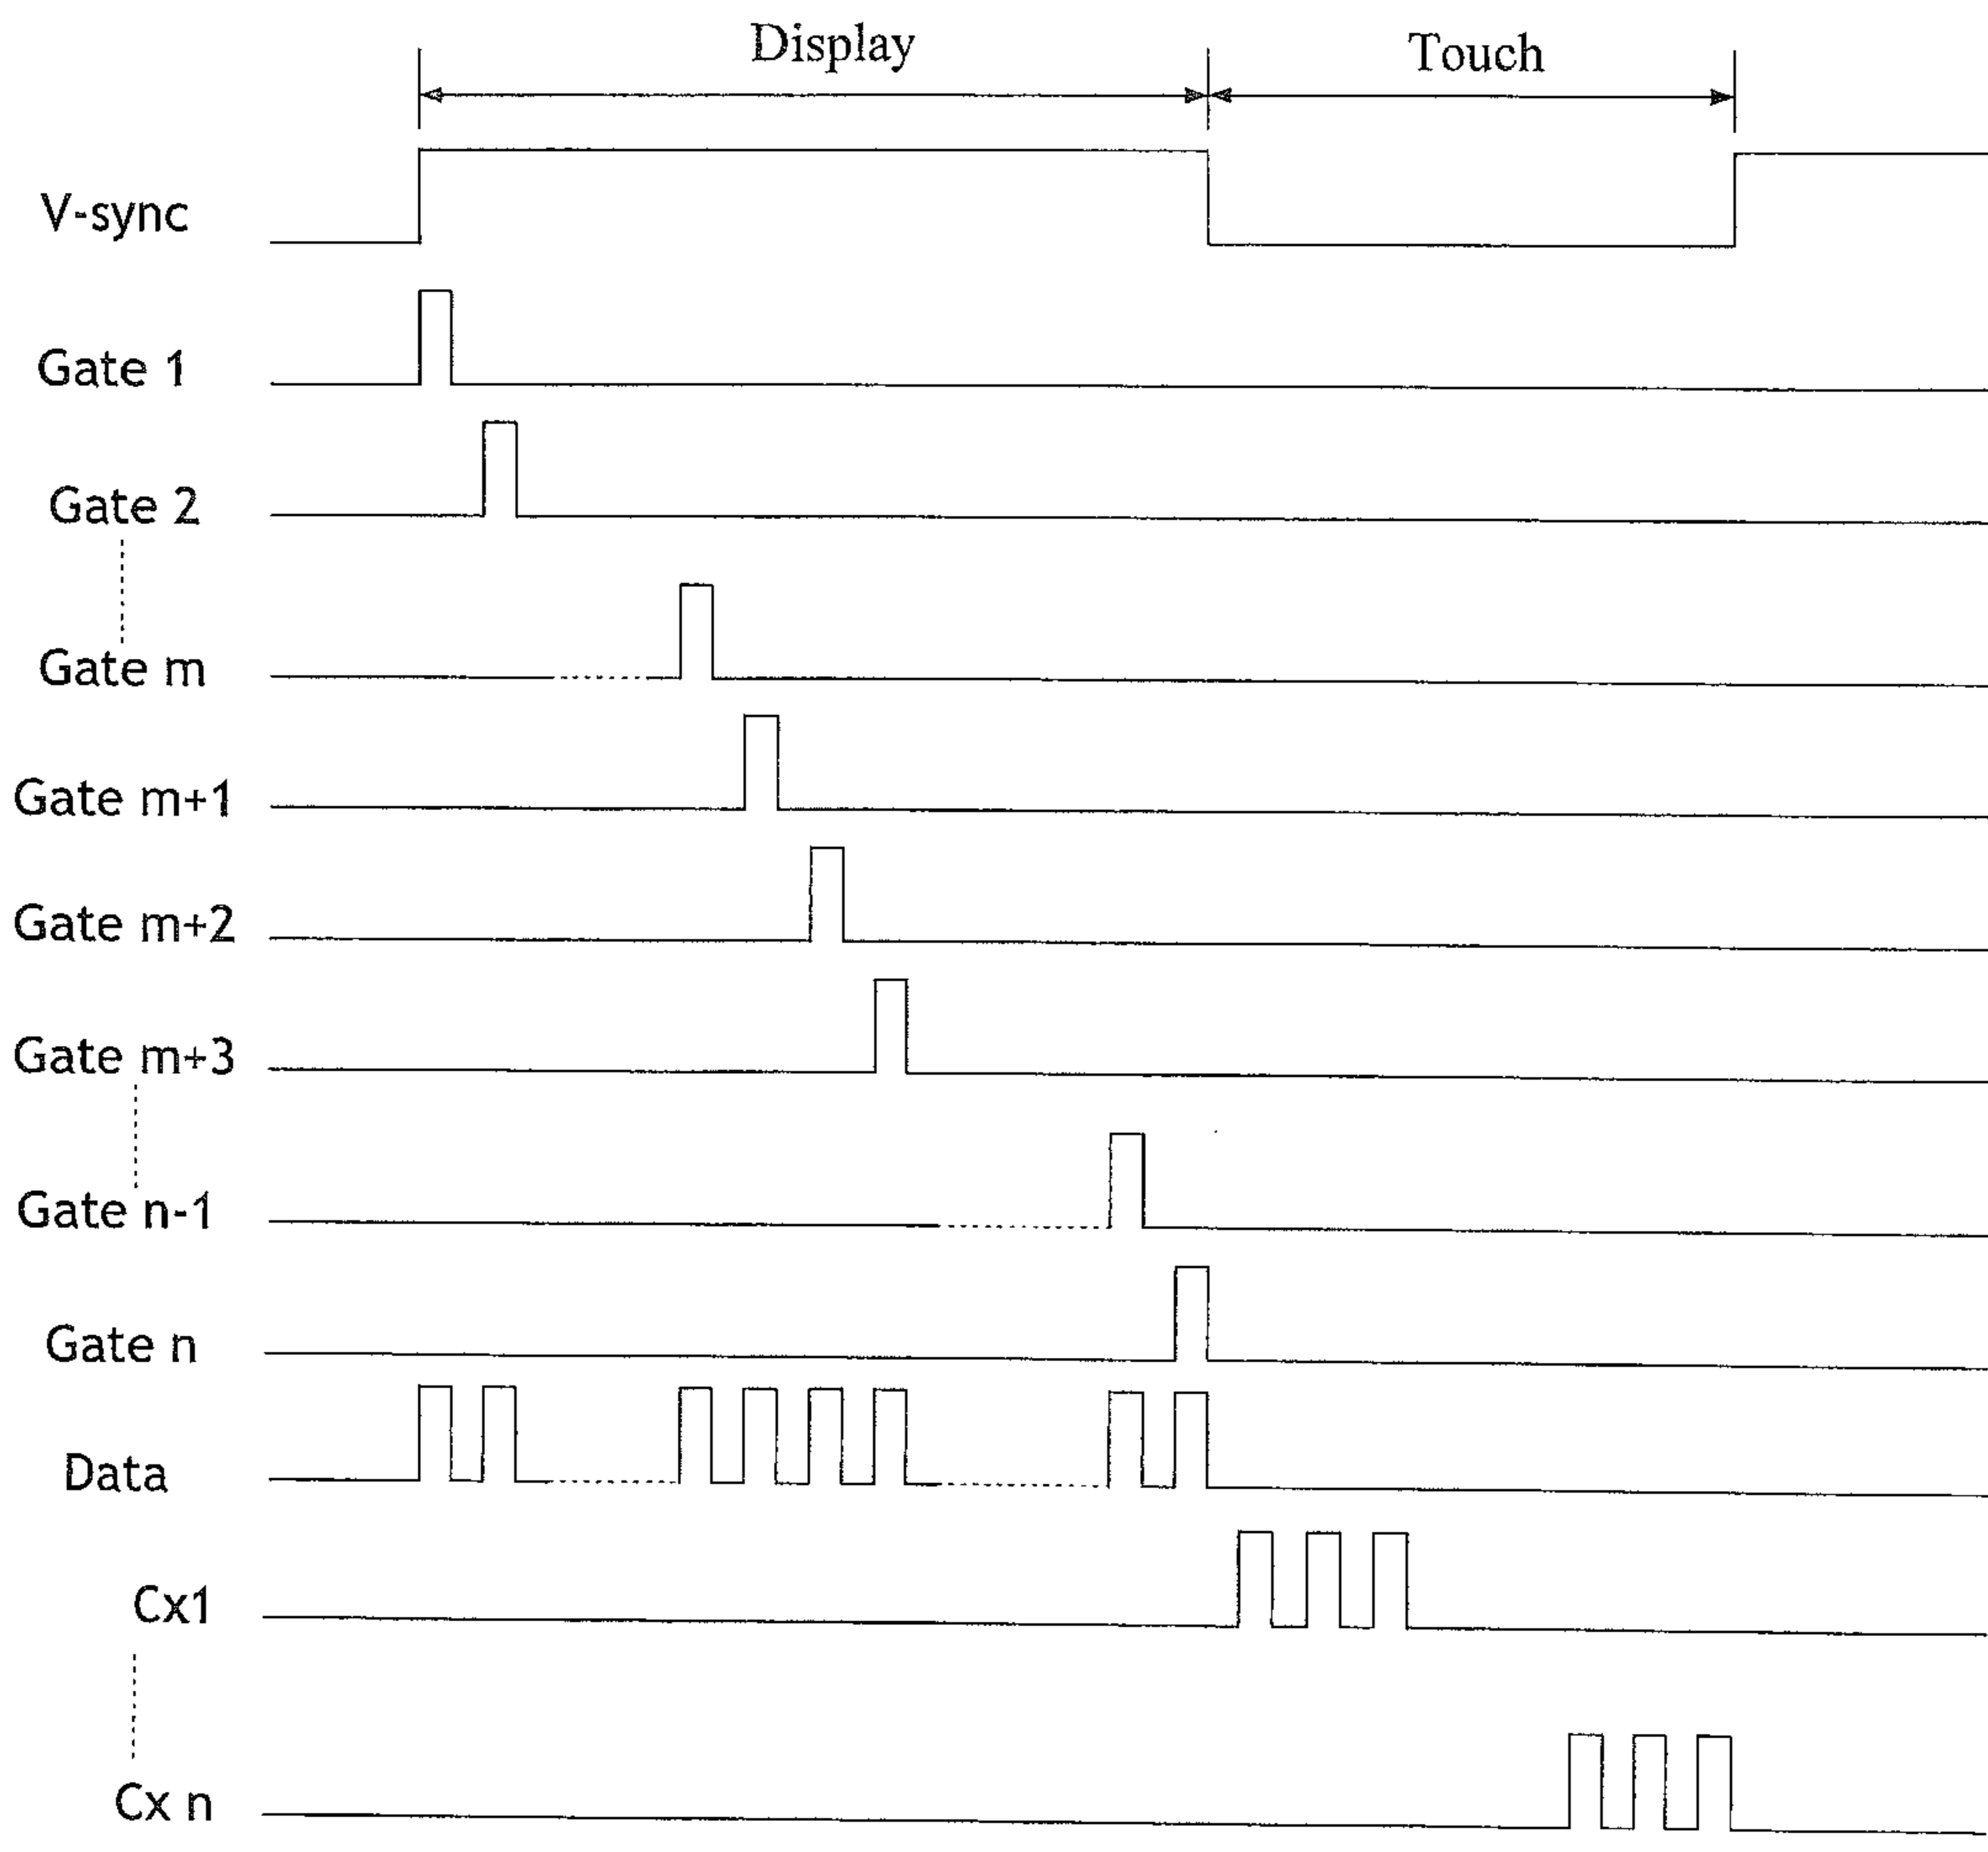 Display
Touch
V-sync
Gate 1
Gate 2
Gate m
Gate m+1
Gate m+2
Gate m+3
Gate n-1
Gate n
Data
Cx1
Cx n